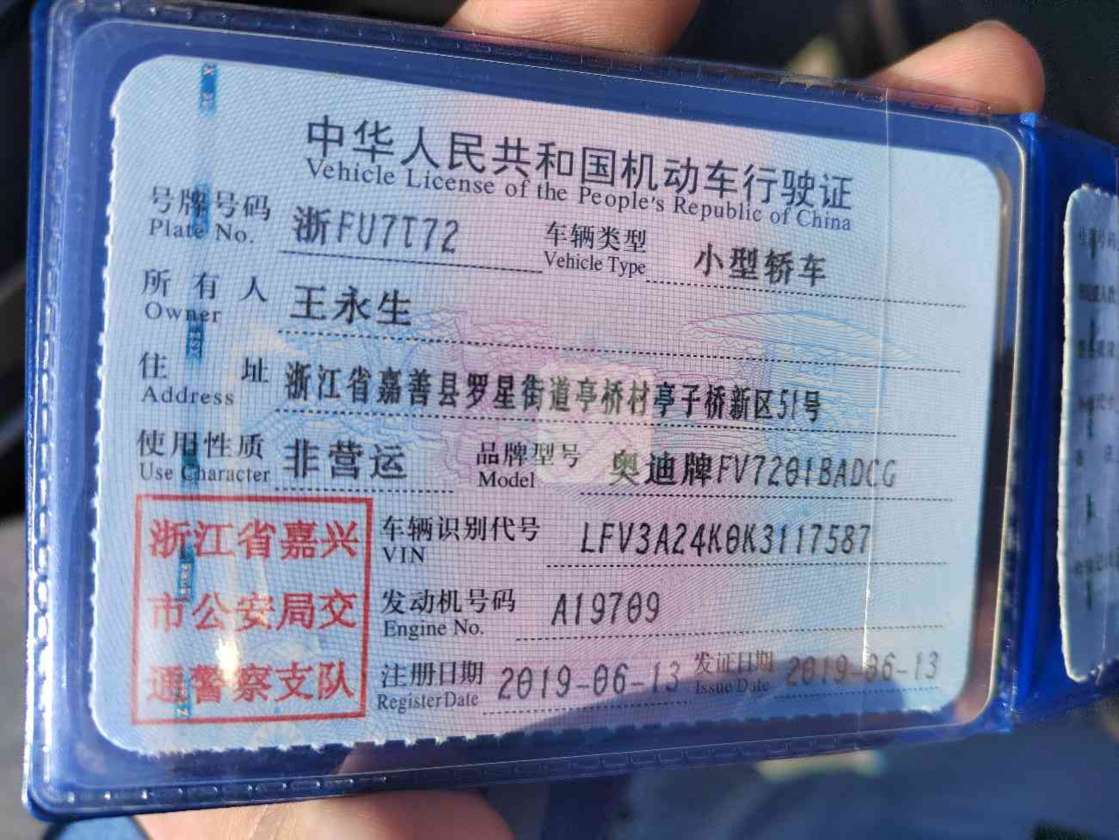 中华人民共和国机动车行驶证
Vehicle License of the People's Republic of China
号牌号码 浙FU7T72 车辆类型 小型轿车
Plate No. Vehicle Type
所有人 王永生
Owner
住址 浙江省嘉善县罗星街道亭桥村亭子桥新区51号
Address
使用性质 非营运 品牌型号 奥迪牌FV7201BADCG
Use Character Model
浙江省嘉兴
市公安局交
通警察支队
车辆识别代号 LFV3A24K0K3117587
VIN
发动机号码 A19709
Engine No.
注册日期 2019-06-13 发证日期 2019-06-13
Register Date Issue Date